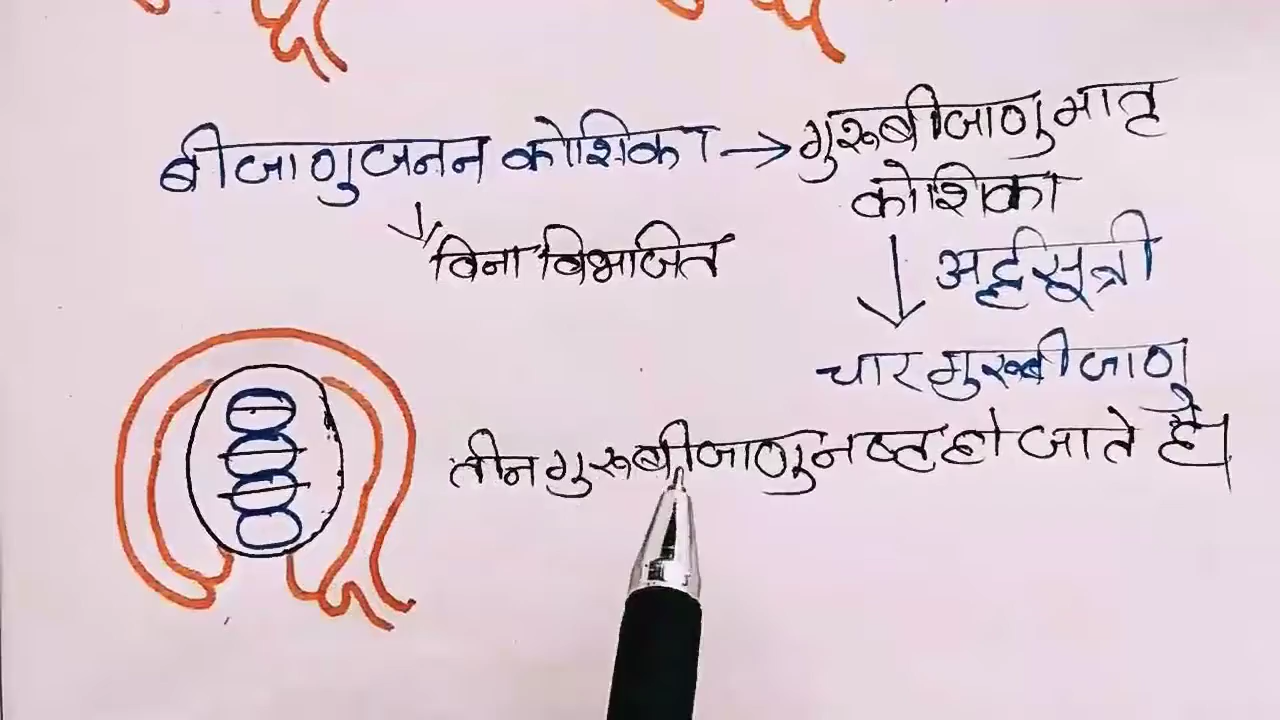 बीजाणुजनन कोशिका → गुरूबीजाणु मातृ
कोशिका
बिना विभाजित
अर्द्धसूत्री
चार गुरूबीजाणु
तीन गुरूबीजाणु नष्ट हो जाते है।